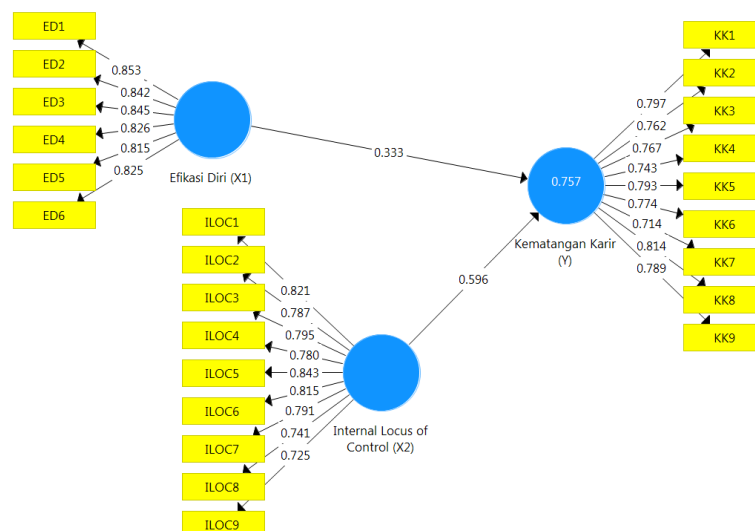 ED1
ED2
ED3
ED4
ED5
ED6
0.853
0.842
0.845
0.826
0.815
0.825
Efikasi Diri (X1)
0.333
ILOC1
ILOC2
ILOC3
ILOC4
ILOC5
ILOC6
ILOC7
ILOC8
ILOC9
0.821
0.787
0.795
0.780
0.843
0.815
0.791
0.741
0.725
Internal Locus of
Control (X2)
0.596
0.757
Kematangan Karir
(Y)
0.797
0.762
0.767
0.743
0.793
0.774
0.714
0.814
0.789
KK1
KK2
KK3
KK4
KK5
KK6
KK7
KK8
KK9